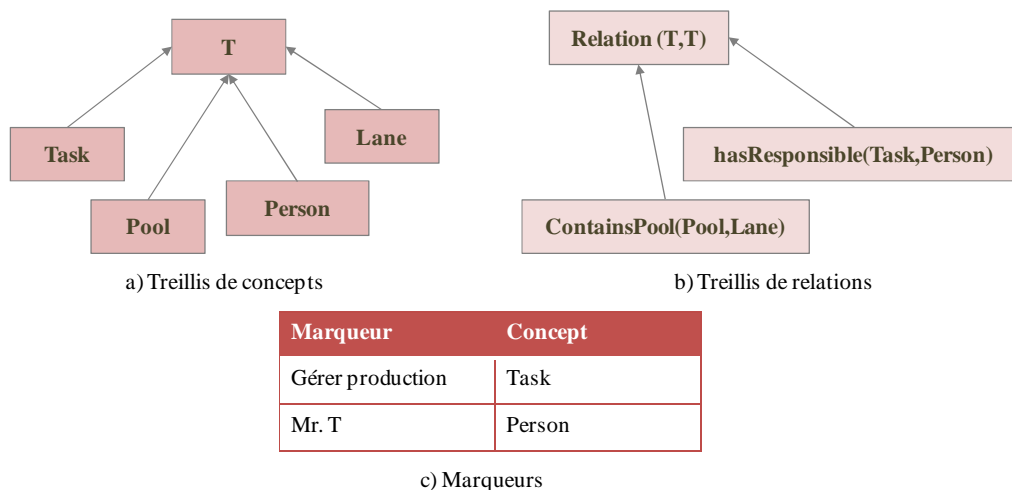 T
Task
Pool
Person
Lane
a) Treillis de concepts
Relation (T,T)
hasResponsible(Task,Person)
ContainsPool(Pool,Lane)
b) Treillis de relations
Marqueur Concept
Gérer production Task
Mr. T Person
c) Marqueurs